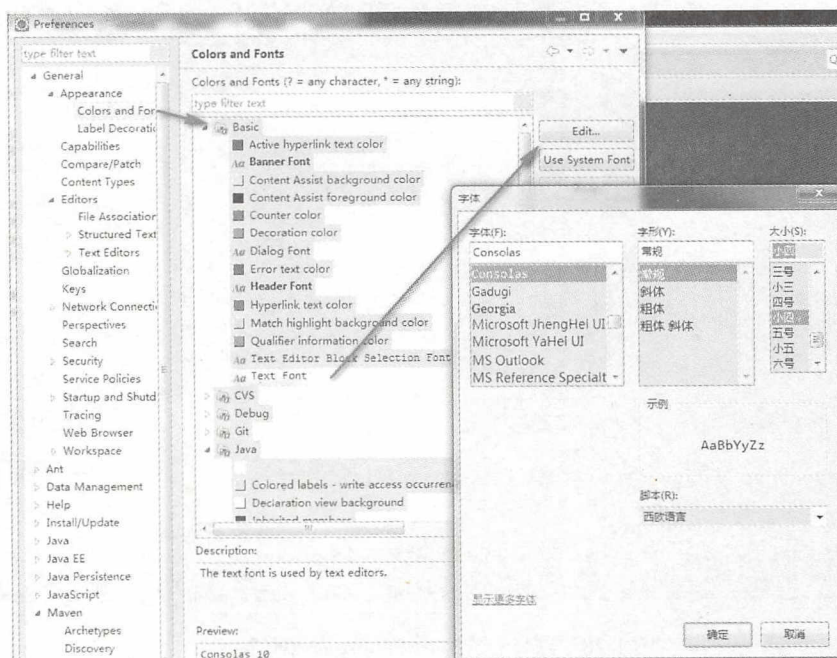 Preferences
type filter text
General
Appearance
Colors and For
Label Decoratio
Capabilities
Compare/Patch
Content Types
Editors
File Association
Structured Text
Text Editors
Globalization
Keys
Network Connecti
Perspectives
Search
Security
Service Policies
Startup and Shutd
Tracing
Web Browser
Workspace
Ant
Data Management
Help
Install/Update
Java
Java EE
Java Persistence
JavaScript
Maven
Archetypes
Discovery
Colors and Fonts
Colors and Fonts (? = any character, * = any string):
type filter text
Basic
Active hyperlink text color
Aa Banner Font
Content Assist background color
Content Assist foreground color
Counter color
Decoration color
Aa Dialog Font
Error text color
Aa Header Font
Hyperlink text color
Match highlight background color
Qualifier information color
Aa Text Editor Block Selection Font
Aa Text Font
CVS
Debug
Git
Java
Colored labels - write access occurren
Declaration view background
Inherited members
Description:
The text font is used by text editors.
Preview:
Consolas 10
Edit...
Use System Font
字体
字体(F):
Consolas
Consolas
Gadugi
Georgia
Microsoft JhengHei UI
Microsoft YaHei UI
MS Outlook
MS Reference Specialt
字形(Y):
常规
常规
斜体
粗体
粗体 斜体
大小(S):
小四
三号
小三
四号
小四
五号
小五
六号
示例
AaBbYyZz
脚本(R):
西欧语言
显示更多字体
确定
取消